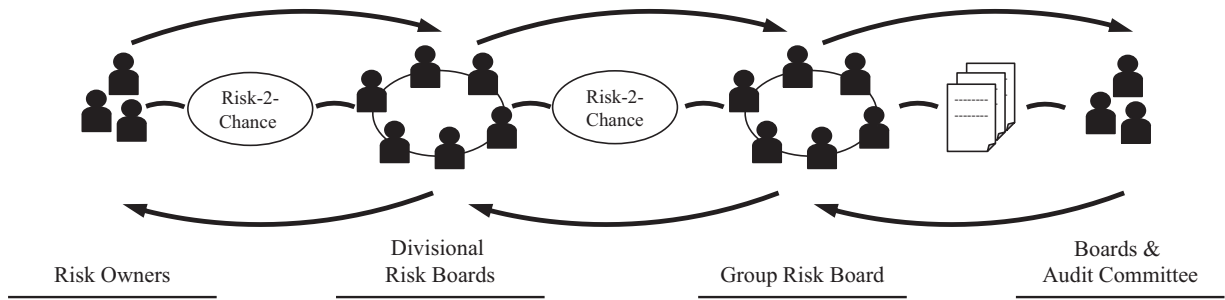 Risk-2-
Chance
Risk-2-
Chance
Risk Owners
Divisional
Risk Boards
Group Risk Board
Boards &
Audit Committee